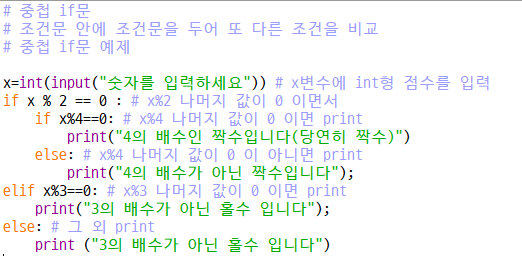 # 중첩 if문
# 조건문 안에 조건문을 두어 또 다른 조건을 비교
# 중첩 if문 예제

x=int(input("숫자를 입력하세요")) # x변수에 int형 점수를 입력
if x % 2 == 0 : # x%2 나머지 값이 0 이면서
    if x%4==0: # x%4 나머지 값이 0 이면 print
        print("4의 배수인 짝수입니다(당연히 짝수)")
    else: # x%4 나머지 값이 0 이 아니면 print
        print("4의 배수가 아닌 짝수입니다");
elif x%3==0: # x%3 나머지 값이 0 이면 print
    print("3의 배수가 아닌 홀수 입니다");
else: # 그 외 print
    print ("3의 배수가 아닌 홀수 입니다")